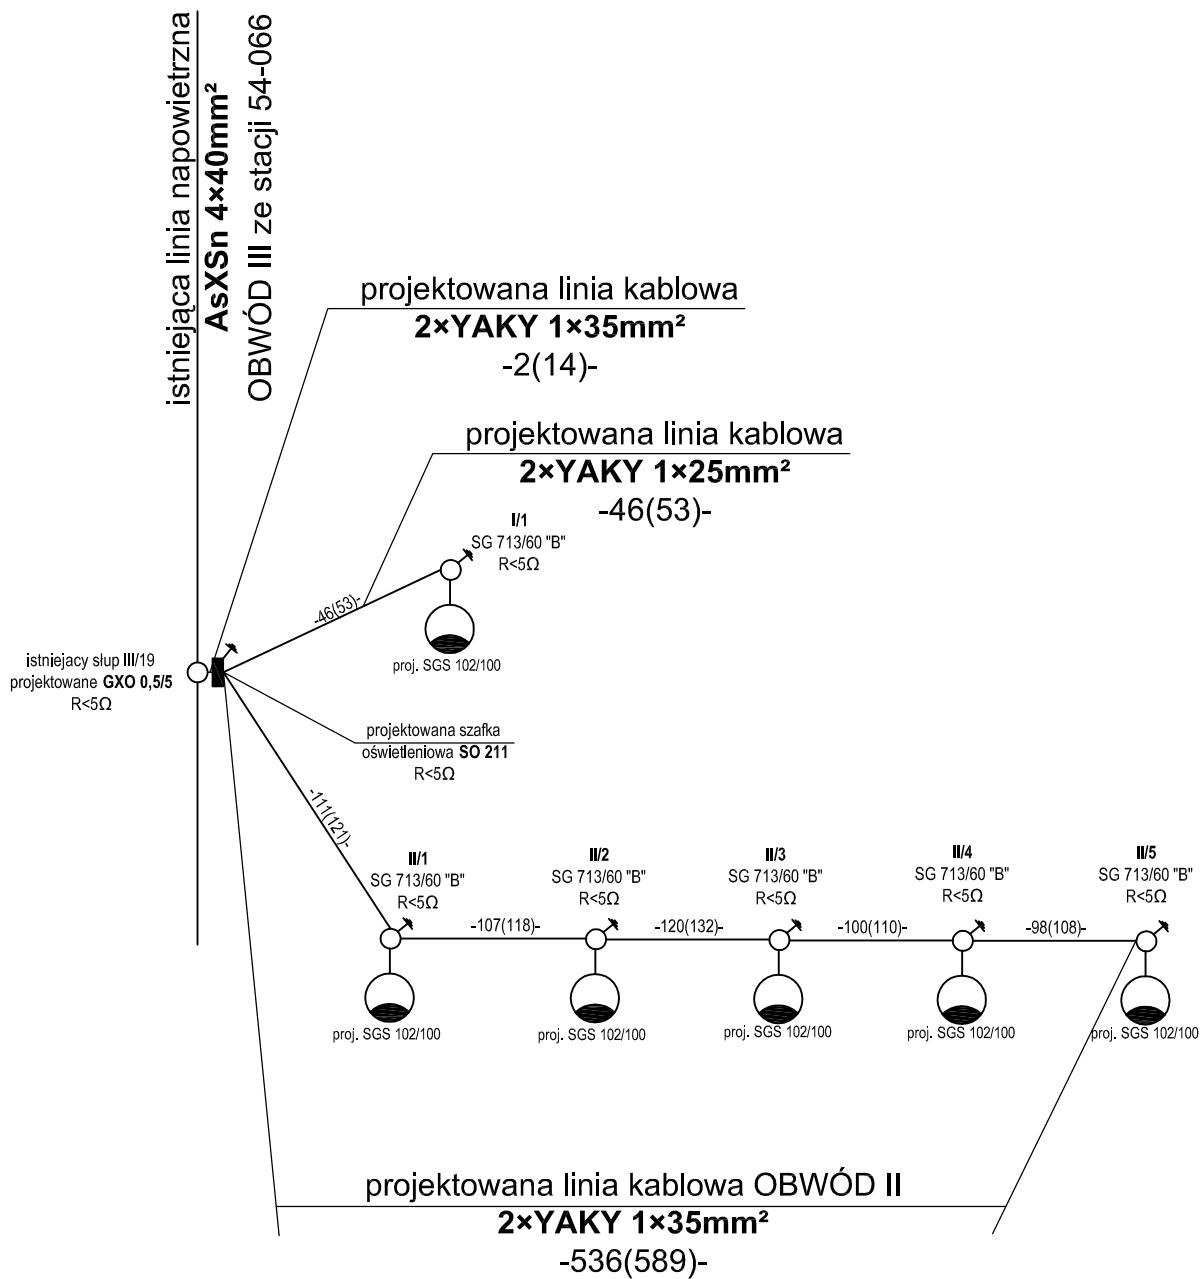 istniejąca linia napowietrzna
AsXSn 4×40mm²
OBWÓD III ze stacji 54-066
projektowana linia kablowa
2×YAKY 1×35mm²
-2(14)-
projektowana linia kablowa
2×YAKY 1×25mm²
-46(53)-
I/1
SG 713/60 "B"
R<5Ω
-46(53)-
proj. SGS 102/100
istniejacy słup III/19
projektowane GXO 0,5/5
R<5Ω
projektowana szafka
oświetleniowa SO 211
R<5Ω
-111(121)-
II/1
SG 713/60 "B"
R<5Ω
II/2
SG 713/60 "B"
R<5Ω
II/3
SG 713/60 "B"
R<5Ω
II/4
SG 713/60 "B"
R<5Ω
II/5
SG 713/60 "B"
R<5Ω
-107(118)-
-120(132)-
-100(110)-
-98(108)-
proj. SGS 102/100
proj. SGS 102/100
proj. SGS 102/100
proj. SGS 102/100
proj. SGS 102/100
projektowana linia kablowa OBWÓD II
2×YAKY 1×35mm²
-536(589)-